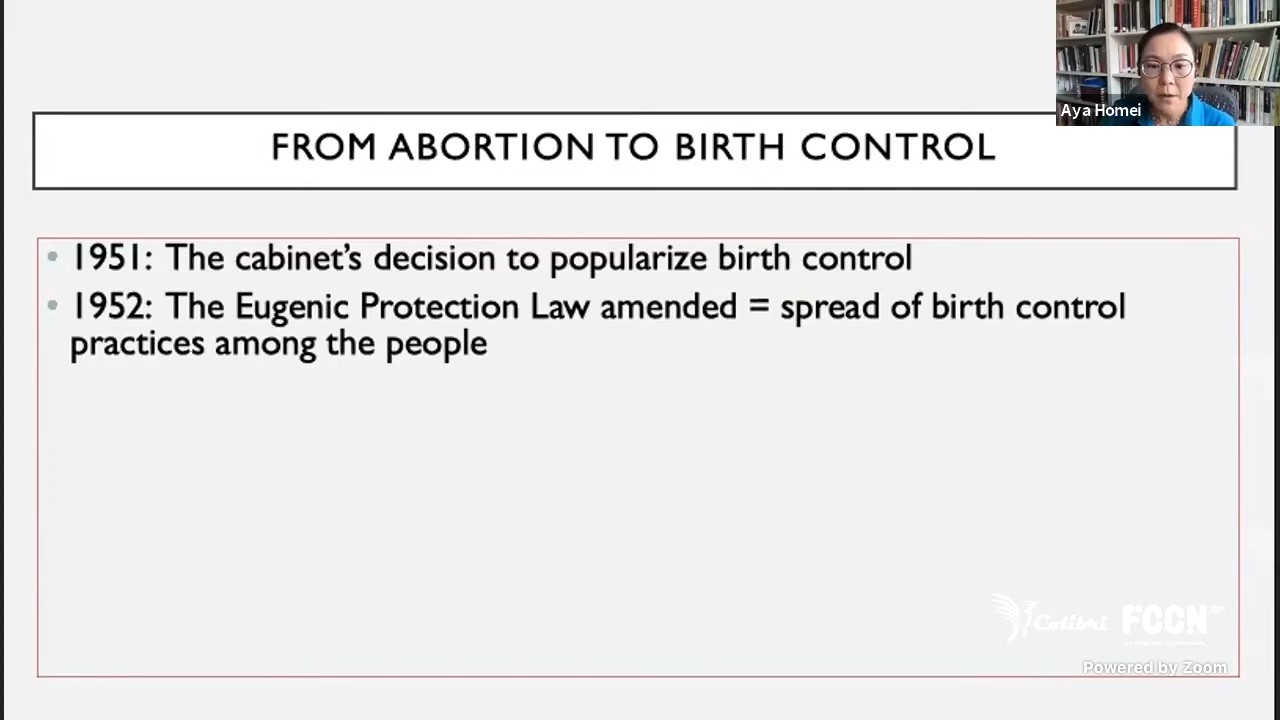 Aya Homei
FROM ABORTION TO BIRTH CONTROL
• 1951: The cabinet’s decision to popularize birth control
• 1952: The Eugenic Protection Law amended = spread of birth control
practices among the people
Colibri FCCN
Powered by Zoom